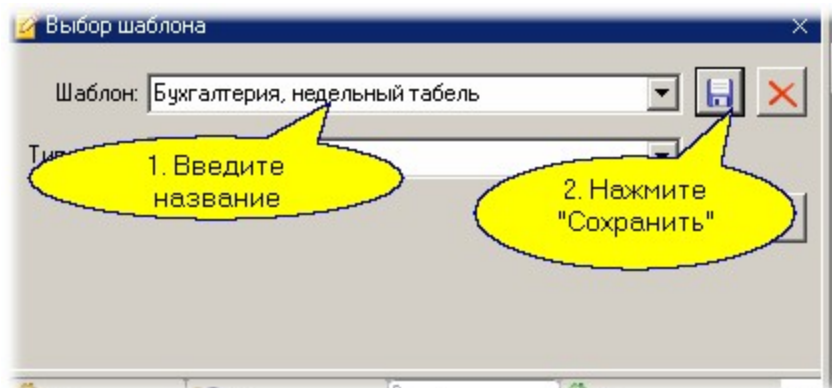 Выбор шаблона
Шаблон: Бухгалтерия, недельный табель
1. Введите
название
2. Нажмите
"Сохранить"